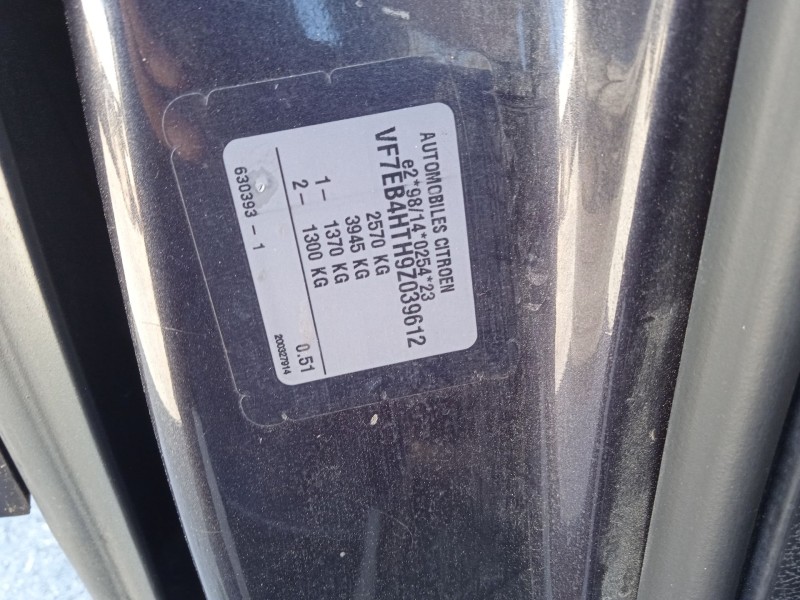 AUTOMOBILES CITROEN
e2*98/14*0254*23
VF7EB4HTH9Z039612
2570 KG
3945 KG
1- 1370 KG
2- 1300 KG 0.51
630393 - 1 200327914